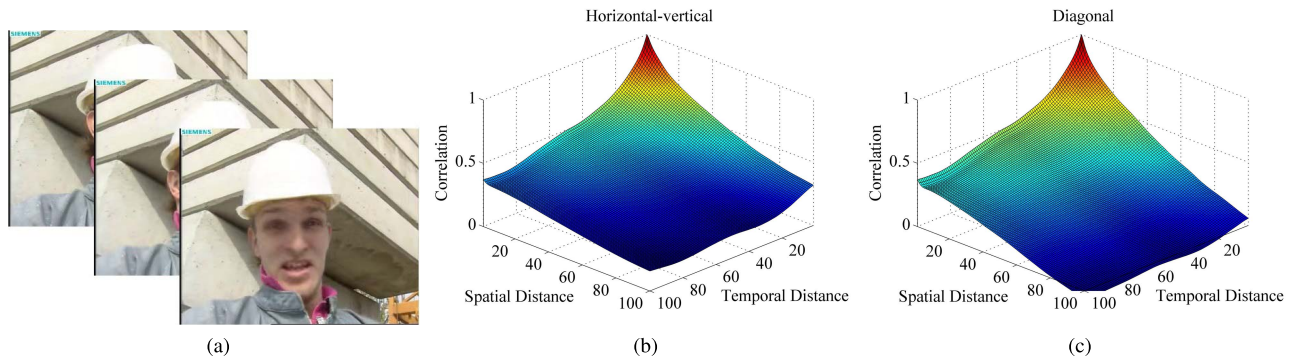 SIEMENS
SIEMENS
SIEMENS
(a)
Horizontal-vertical
1
0.5
0
Correlation
20
40
60
80
100
Spatial Distance
100
80
60
40
20
Temporal Distance
(b)
Diagonal
1
0.5
0
Correlation
20
40
60
80
100
Spatial Distance
100
80
60
40
20
Temporal Distance
(c)